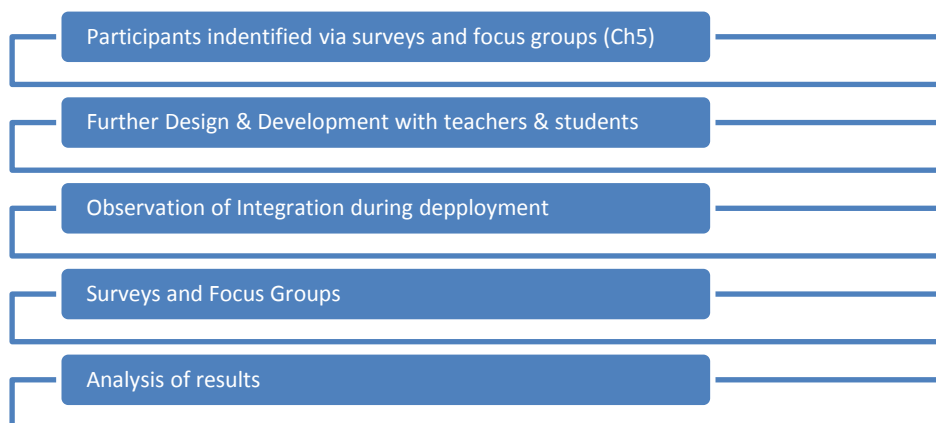 Participants indentified via surveys and focus groups (Ch5)
Further Design & Development with teachers & students
Observation of Integration during depployment
Surveys and Focus Groups
Analysis of results